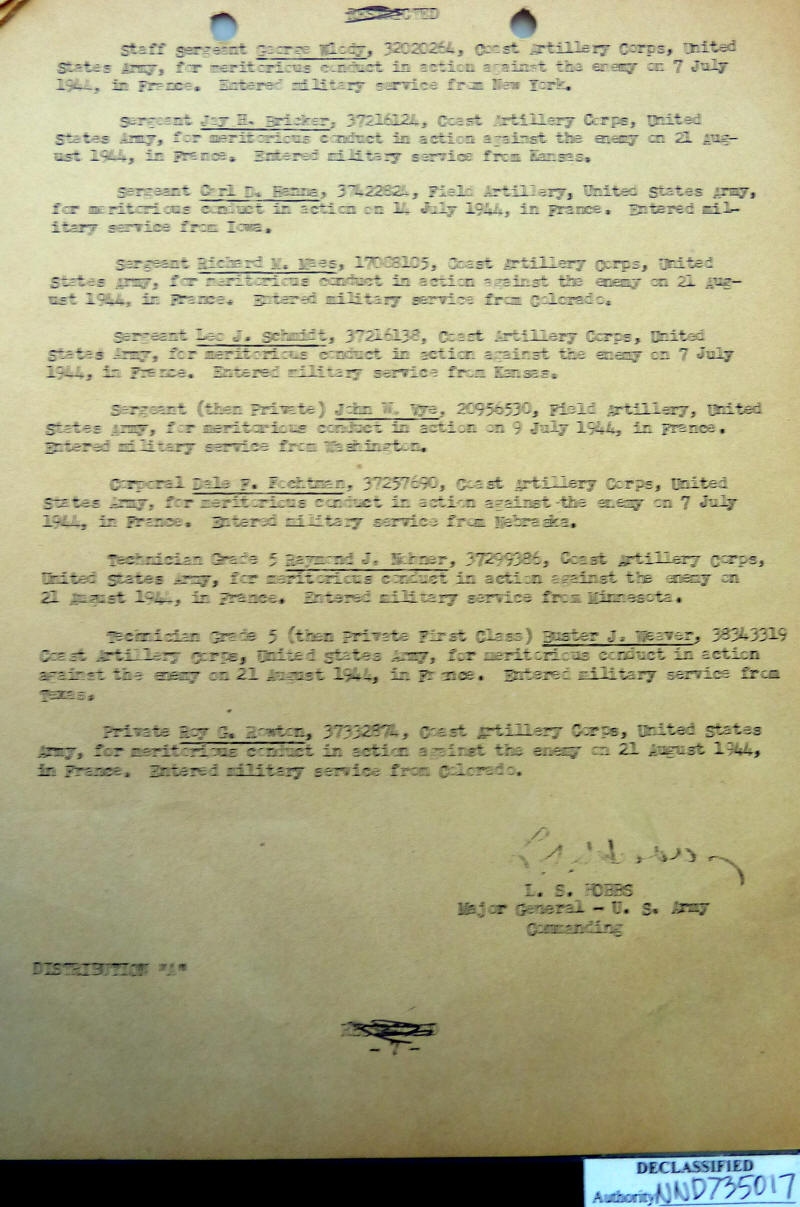 RESTRICTED
Staff Sergeant George Wlody, 32020264, Coast Artillery Corps, United
States Army, for meritorious conduct in action against the enemy on 7 July
1944, in France. Entered military service from New York.
Sergeant Jay H. Bricker, 37216124, Coast Artillery Corps, United
States Army, for meritorious conduct in action against the enemy on 21 Aug-
ust 1944, in France. Entered military service from Kansas.
Sergeant Carl D. Hanna, 37422824, Field Artillery, United States Army,
for meritorious conduct in action on 14 July 1944, in France. Entered mil-
itary service from Iowa.
Sergeant Richard M. Maes, 17008105, Coast Artillery Corps, United
States Army, for meritorious conduct in action against the enemy on 21 Aug-
ust 1944, in France. Entered military service from Colorado.
Sergeant Leo J. Schmidt, 37216138, Coast Artillery Corps, United
States Army, for meritorious conduct in action against the enemy on 7 July
1944, in France. Entered military service from Kansas.
Sergeant (then Private) John W. Vye, 20956530, Field Artillery, United
States Army, for meritorious conduct in action on 9 July 1944, in France.
Entered military service from Washington.
Corporal Dale F. Fochtman, 37257690, Coast Artillery Corps, United
States Army, for meritorious conduct in action against the enemy on 7 July
1944, in France. Entered military service from Nebraska.
Technician Grade 5 Raymond J. 37299386, Coast Artillery Corps,
United States Army, for meritorious conduct in action against the enemy on
21 August 1944, in France. Entered military service from Minnesota.
Technician Grade 5 (then Private First Class) Buster J. Weaver, 38343319
Coast Artillery Corps, United States Army, for meritorious conduct in action
against the enemy on 21 August 1944, in France. Entered military service from
Texas.
Private Roy G. Rowton, 37332874, Coast Artillery Corps, United States
Army, for meritorious conduct in action against the enemy on 21 August 1944,
in France. Entered military service from Colorado.
L. S. HOBBS
Major General - U. S. Army
Commanding
DISTRIBUTION "A"
RESTRICTED
- 7 -
DECLASSIFIED
Authority NND735017